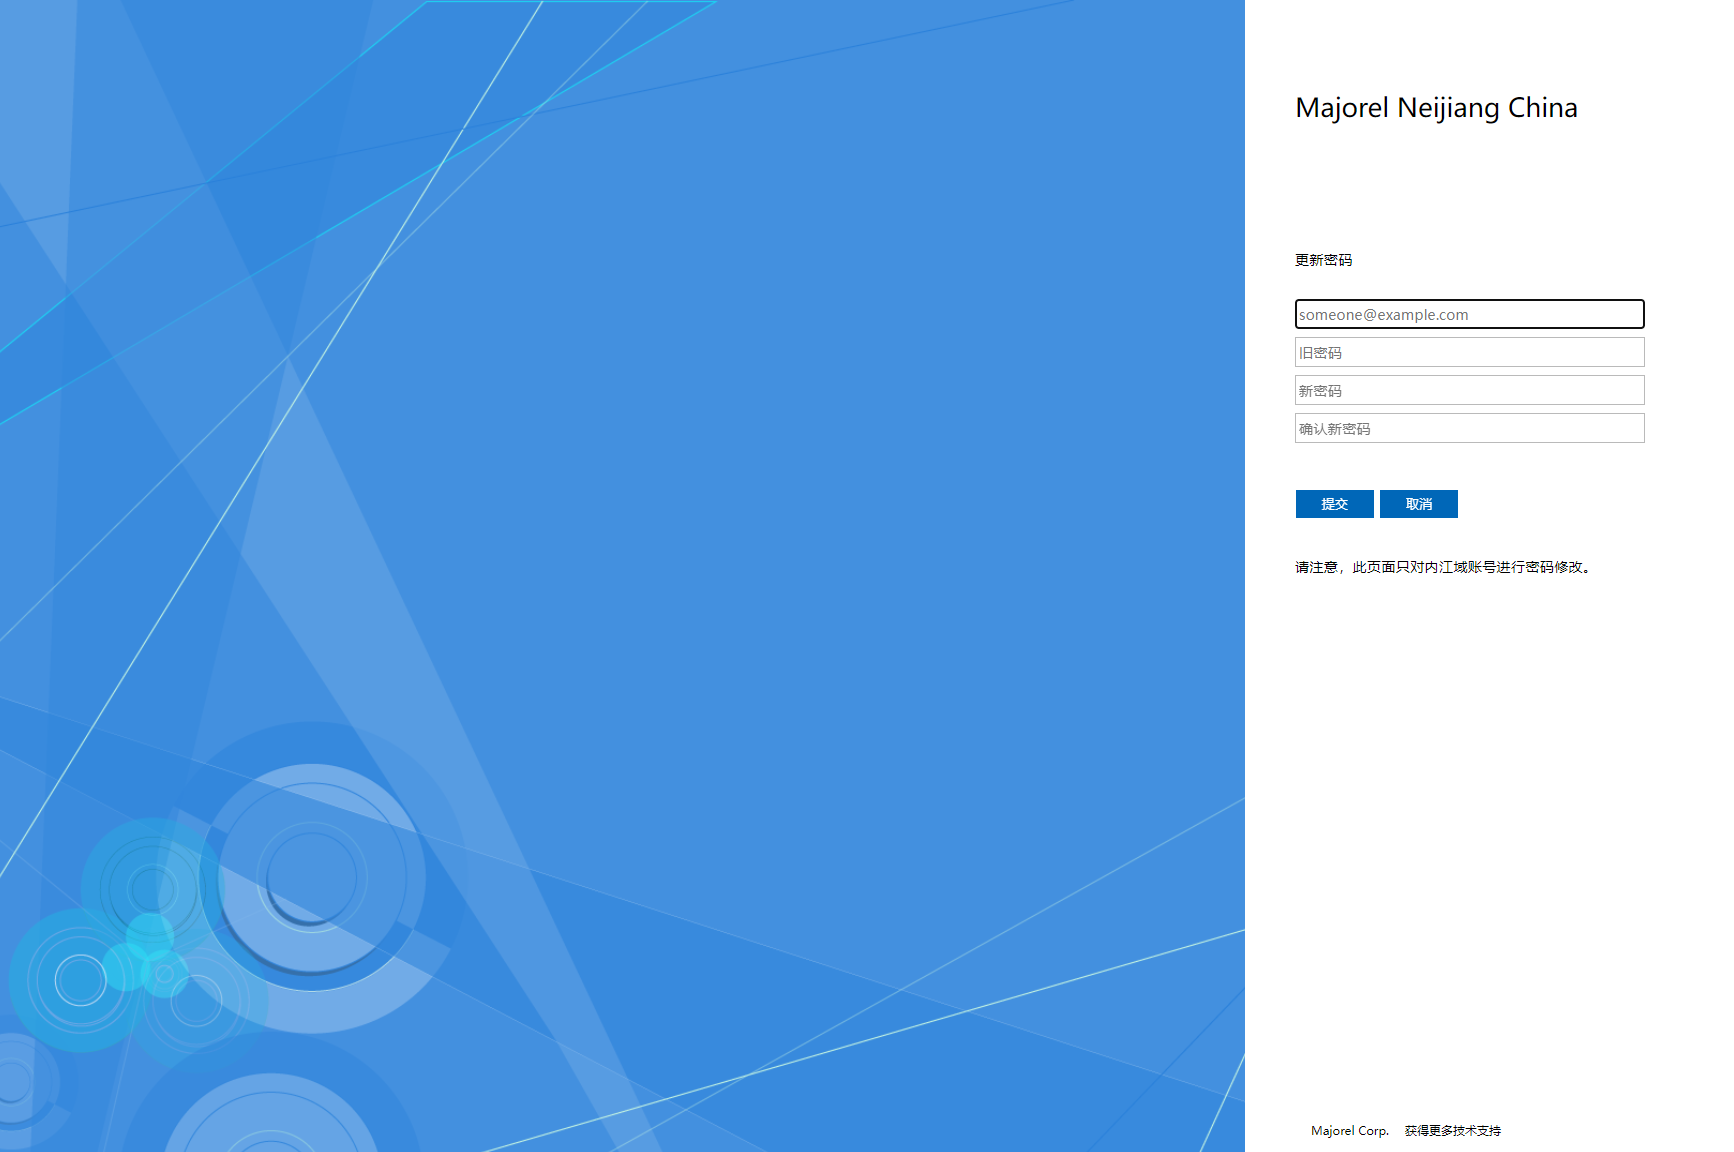 Majorel Neijiang China
更新密码
someone@example.com
旧密码
新密码
确认新密码
提交 取消
请注意，此页面只对内江域账号进行密码修改。
Majorel Corp. 获得更多技术支持